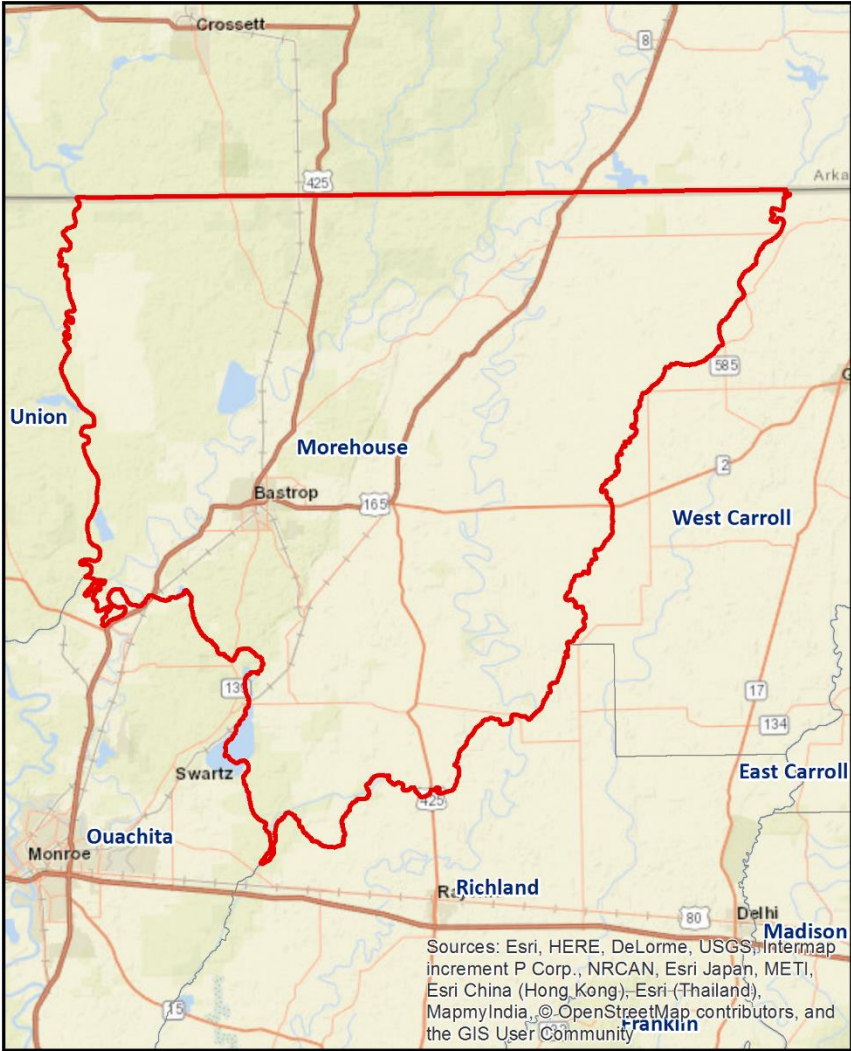 Crossett
8
425
Arka
585
Union
Morehouse
2
Bastrop
165
West Carroll
139
17
134
Swartz
East Carroll
425
Ouachita
Monroe
Richland
80
Delhi
Madison
Sources: Esri, HERE, DeLorme, USGS, Intermap
increment P Corp., NRCAN, Esri Japan, METI,
Esri China (Hong Kong), Esri (Thailand),
MapmyIndia, © OpenStreetMap contributors, and
the GIS User Community
Franklin
15